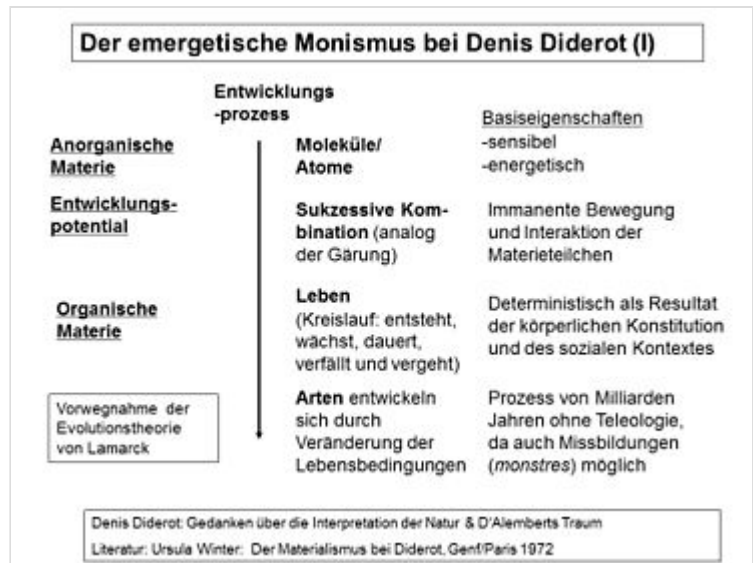 Der emergetische Monismus bei Denis Diderot (I)
Entwicklungs
-prozess
Anorganische
Materie
Moleküle/
Atome
Basiseigenschaften
-sensibel
-energetisch
Entwicklungs-
potential
Sukzessive Kom-
bination (analog
der Gärung)
Immanente Bewegung
und Interaktion der
Materieteilchen
Organische
Materie
Leben
(Kreislauf: entsteht,
wächst, dauert,
verfällt und vergeht)
Deterministisch als Resultat
der körperlichen Konstitution
und des sozialen Kontextes
Vorwegnahme der
Evolutionstheorie
von Lamarck
Arten entwickeln
sich durch
Veränderung der
Lebensbedingungen
Prozess von Milliarden
Jahren ohne Teleologie,
da auch Missbildungen
(monstres) möglich
Denis Diderot: Gedanken über die Interpretation der Natur & D'Alemberts Traum
Literatur: Ursula Winter: Der Materialismus bei Diderot, Genf/Paris 1972